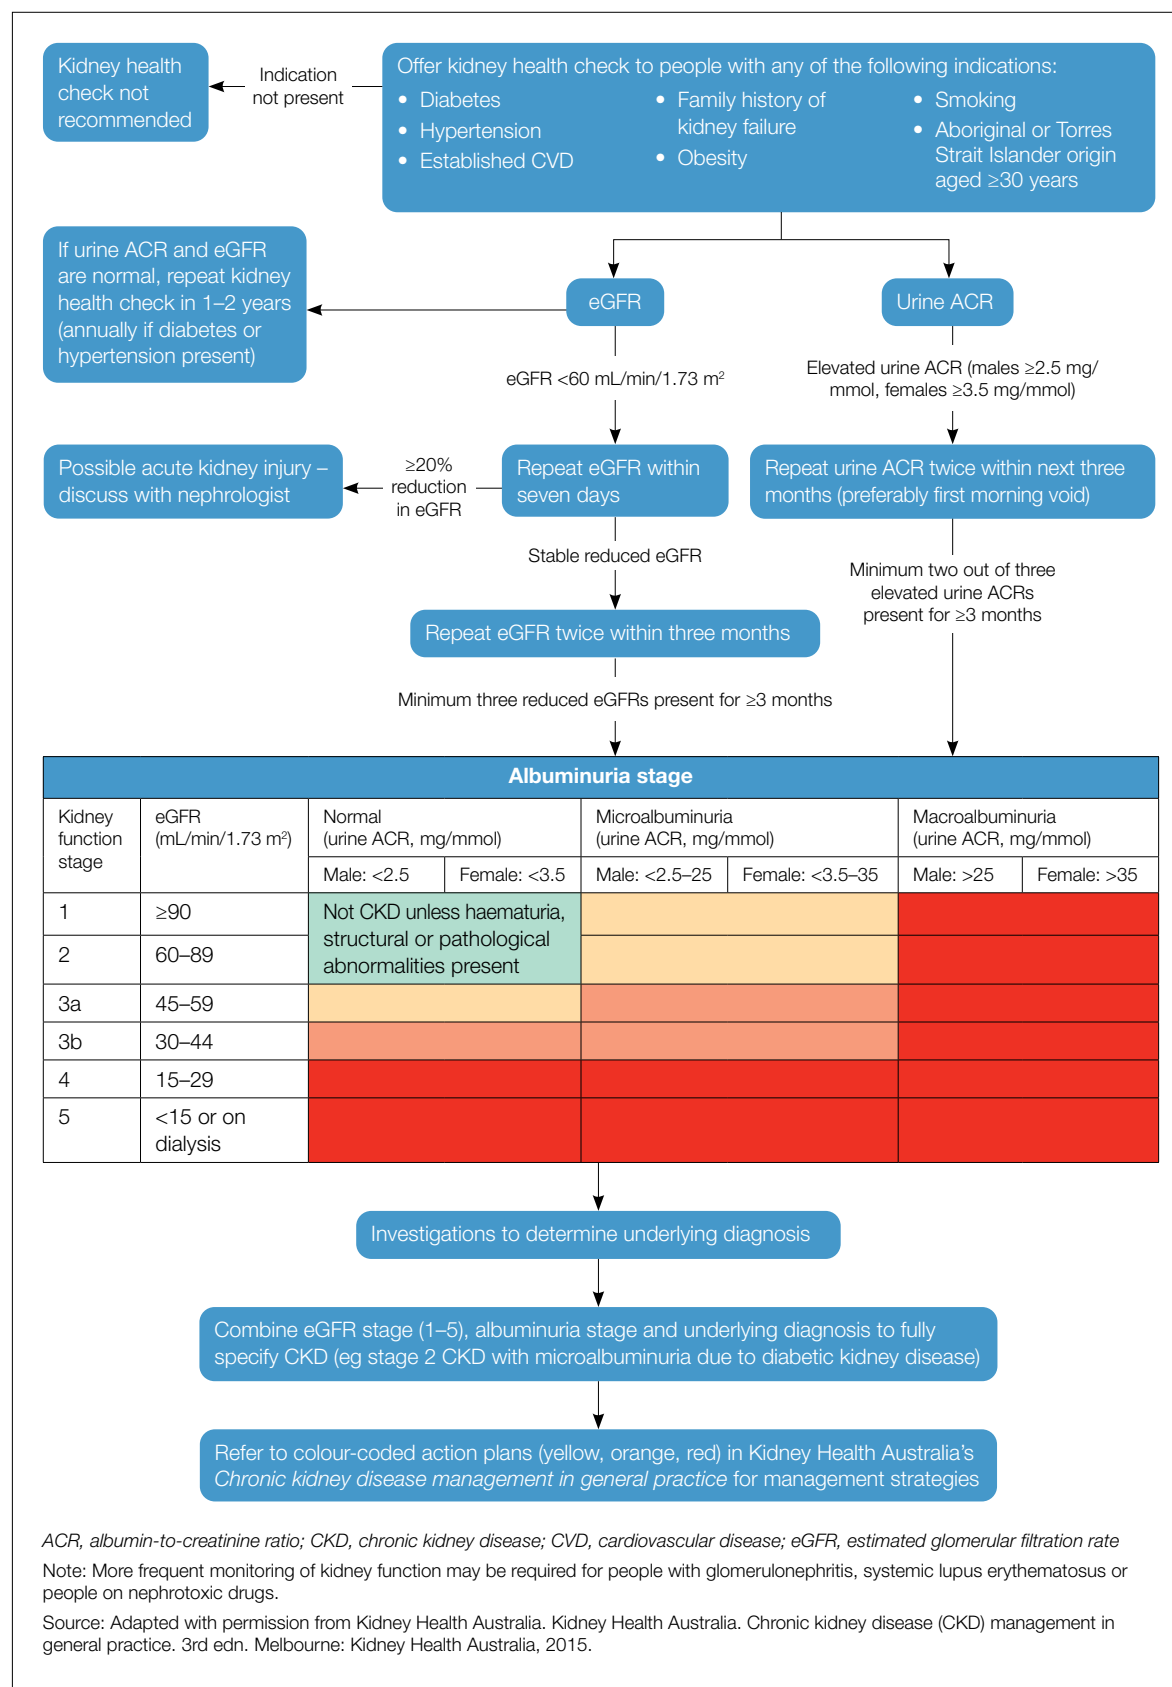 Kidney health
check not
recommended
Indication
not present
Offer kidney health check to people with any of the following indications:
• Diabetes
• Hypertension
• Established CVD
• Family history of
kidney failure
• Obesity
• Smoking
• Aboriginal or Torres
Strait Islander origin
aged ≥30 years
If urine ACR and eGFR
are normal, repeat kidney
health check in 1–2 years
(annually if diabetes or
hypertension present)
eGFR
Urine ACR
eGFR <60 mL/min/1.73 m²
Elevated urine ACR (males ≥2.5 mg/
mmol, females ≥3.5 mg/mmol)
Possible acute kidney injury –
discuss with nephrologist
≥20%
reduction
in eGFR
Repeat eGFR within
seven days
Repeat urine ACR twice within next three
months (preferably first morning void)
Stable reduced eGFR
Minimum two out of three
elevated urine ACRs
present for ≥3 months
Repeat eGFR twice within three months
Minimum three reduced eGFRs present for ≥3 months
Albuminuria stage
Kidney
function
stage
eGFR
(mL/min/1.73 m²)
Normal
(urine ACR, mg/mmol)
Microalbuminuria
(urine ACR, mg/mmol)
Macroalbuminuria
(urine ACR, mg/mmol)
Male: <2.5
Female: <3.5
Male: <2.5–25
Female: <3.5–35
Male: >25
Female: >35
1
≥90
Not CKD unless haematuria,
structural or pathological
abnormalities present
2
60–89
3a
45–59
3b
30–44
4
15–29
5
<15 or on
dialysis
Investigations to determine underlying diagnosis
Combine eGFR stage (1–5), albuminuria stage and underlying diagnosis to fully
specify CKD (eg stage 2 CKD with microalbuminuria due to diabetic kidney disease)
Refer to colour-coded action plans (yellow, orange, red) in Kidney Health Australia’s
Chronic kidney disease management in general practice for management strategies
ACR, albumin-to-creatinine ratio; CKD, chronic kidney disease; CVD, cardiovascular disease; eGFR, estimated glomerular filtration rate
Note: More frequent monitoring of kidney function may be required for people with glomerulonephritis, systemic lupus erythematosus or
people on nephrotoxic drugs.
Source: Adapted with permission from Kidney Health Australia. Kidney Health Australia. Chronic kidney disease (CKD) management in
general practice. 3rd edn. Melbourne: Kidney Health Australia, 2015.